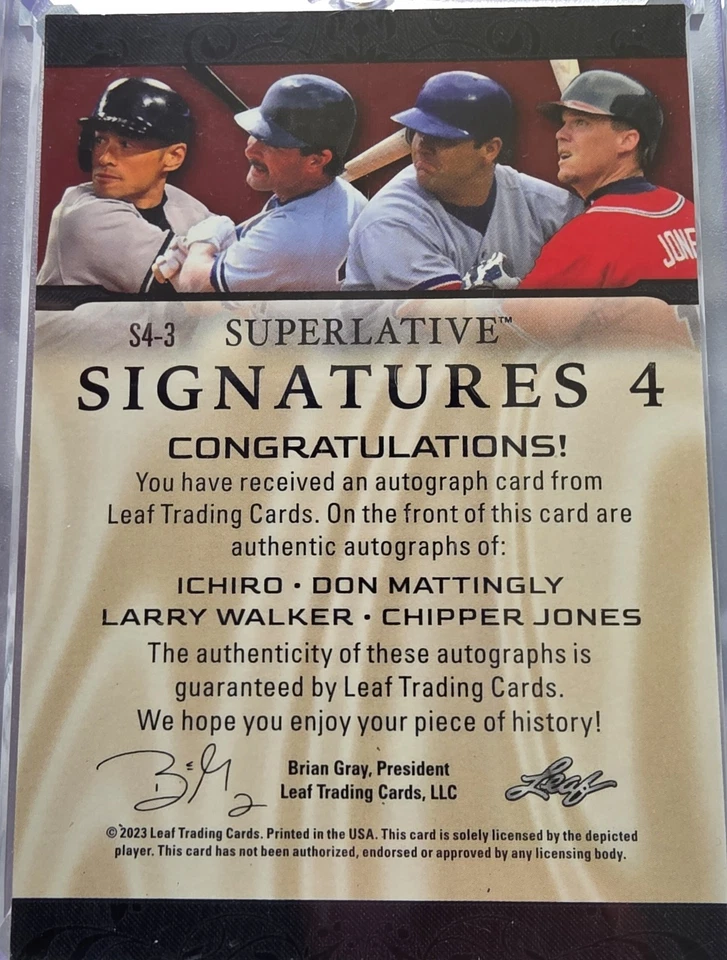 JONE
S4-3 SUPERLATIVE™
SIGNATURES 4
CONGRATULATIONS!
You have received an autograph card from
Leaf Trading Cards. On the front of this card are
authentic autographs of:
ICHIRO • DON MATTINGLY
LARRY WALKER • CHIPPER JONES
The authenticity of these autographs is
guaranteed by Leaf Trading Cards.
We hope you enjoy your piece of history!
Brian Gray, President
Leaf Trading Cards, LLC
Leaf
© 2023 Leaf Trading Cards. Printed in the USA. This card is solely licensed by the depicted
player. This card has not been authorized, endorsed or approved by any licensing body.